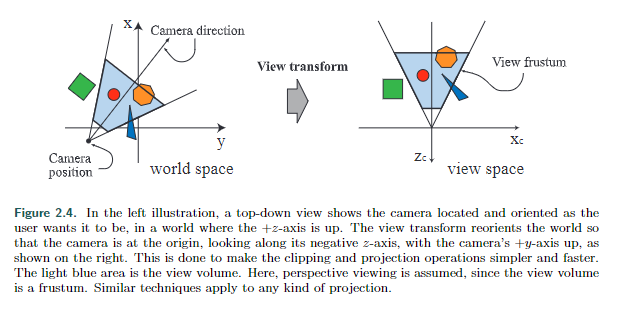 X
Camera direction
View transform
View frustum
y
Camera
position
world space
Xc
Zc
view space
Figure 2.4. In the left illustration, a top-down view shows the camera located and oriented as the
user wants it to be, in a world where the +z-axis is up. The view transform reorients the world so
that the camera is at the origin, looking along its negative z-axis, with the camera's +y-axis up, as
shown on the right. This is done to make the clipping and projection operations simpler and faster.
The light blue area is the view volume. Here, perspective viewing is assumed, since the view volume
is a frustum. Similar techniques apply to any kind of projection.